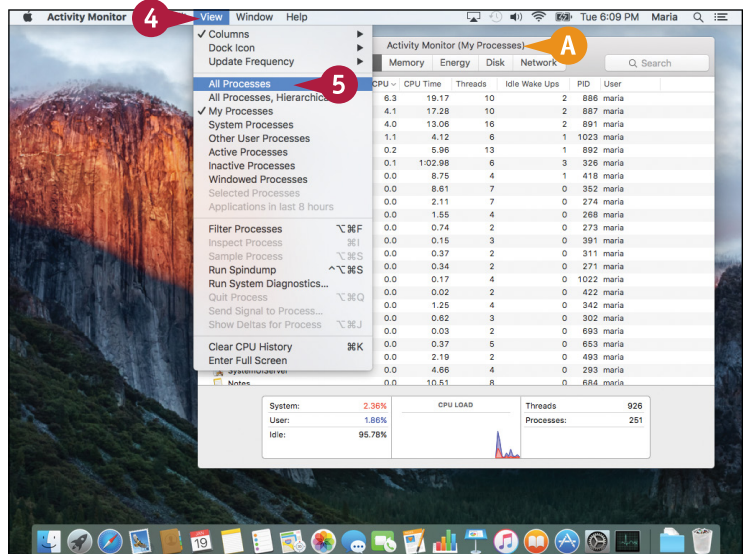 Activity Monitor View Window Help Tue 6:09 PM Maria
4
Columns
Dock Icon
Update Frequency
All Processes
5
All Processes, Hierarchica
My Processes
System Processes
Other User Processes
Active Processes
Inactive Processes
Windowed Processes
Selected Processes
Applications in last 8 hours
Filter Processes ⌥⌘F
Inspect Process ⌘I
Sample Process ⌥⌘S
Run Spindump ^⌥⌘S
Run System Diagnostics...
Quit Process ⌥⌘Q
Send Signal to Process...
Show Deltas for Process ⌥⌘J
Clear CPU History ⌘K
Enter Full Screen
Activity Monitor (My Processes)
A
Memory Energy Disk Network Search
CPU CPU Time Threads Idle Wake Ups PID User
6.3 19.17 10 2 886 maria
4.1 17.28 10 2 887 maria
4.0 13.06 16 2 891 maria
1.1 4.12 6 1 1023 maria
0.2 5.96 13 1 892 maria
0.1 1:02.98 6 3 326 maria
0.0 8.75 4 1 418 maria
0.0 8.61 7 0 352 maria
0.0 2.11 7 0 274 maria
0.0 1.55 4 0 268 maria
0.0 0.74 2 0 273 maria
0.0 0.15 3 0 391 maria
0.0 0.37 2 0 311 maria
0.0 0.34 2 0 271 maria
0.0 0.17 4 0 1022 maria
0.0 0.02 2 0 422 maria
0.0 1.25 4 0 342 maria
0.0 0.62 3 0 302 maria
0.0 0.03 2 0 693 maria
0.0 0.37 5 0 653 maria
0.0 2.19 2 0 493 maria
SystemUIServer 0.0 4.66 4 0 293 maria
Notes 0.0 10.51 8 0 684 maria
System: 2.36%
User: 1.86%
Idle: 95.78%
CPU LOAD
Threads 926
Processes: 251
19